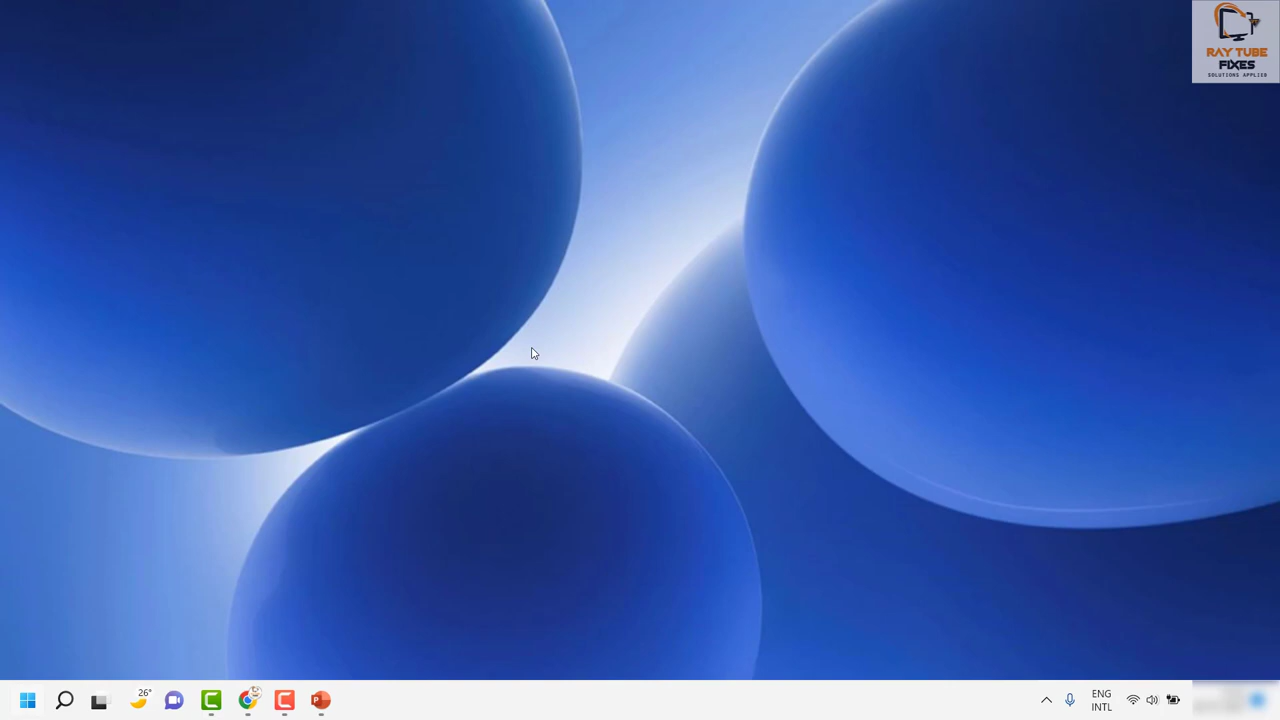 RAY TUBE
FIXES
SOLUTIONS APPLIED
26°
ENG
INTL